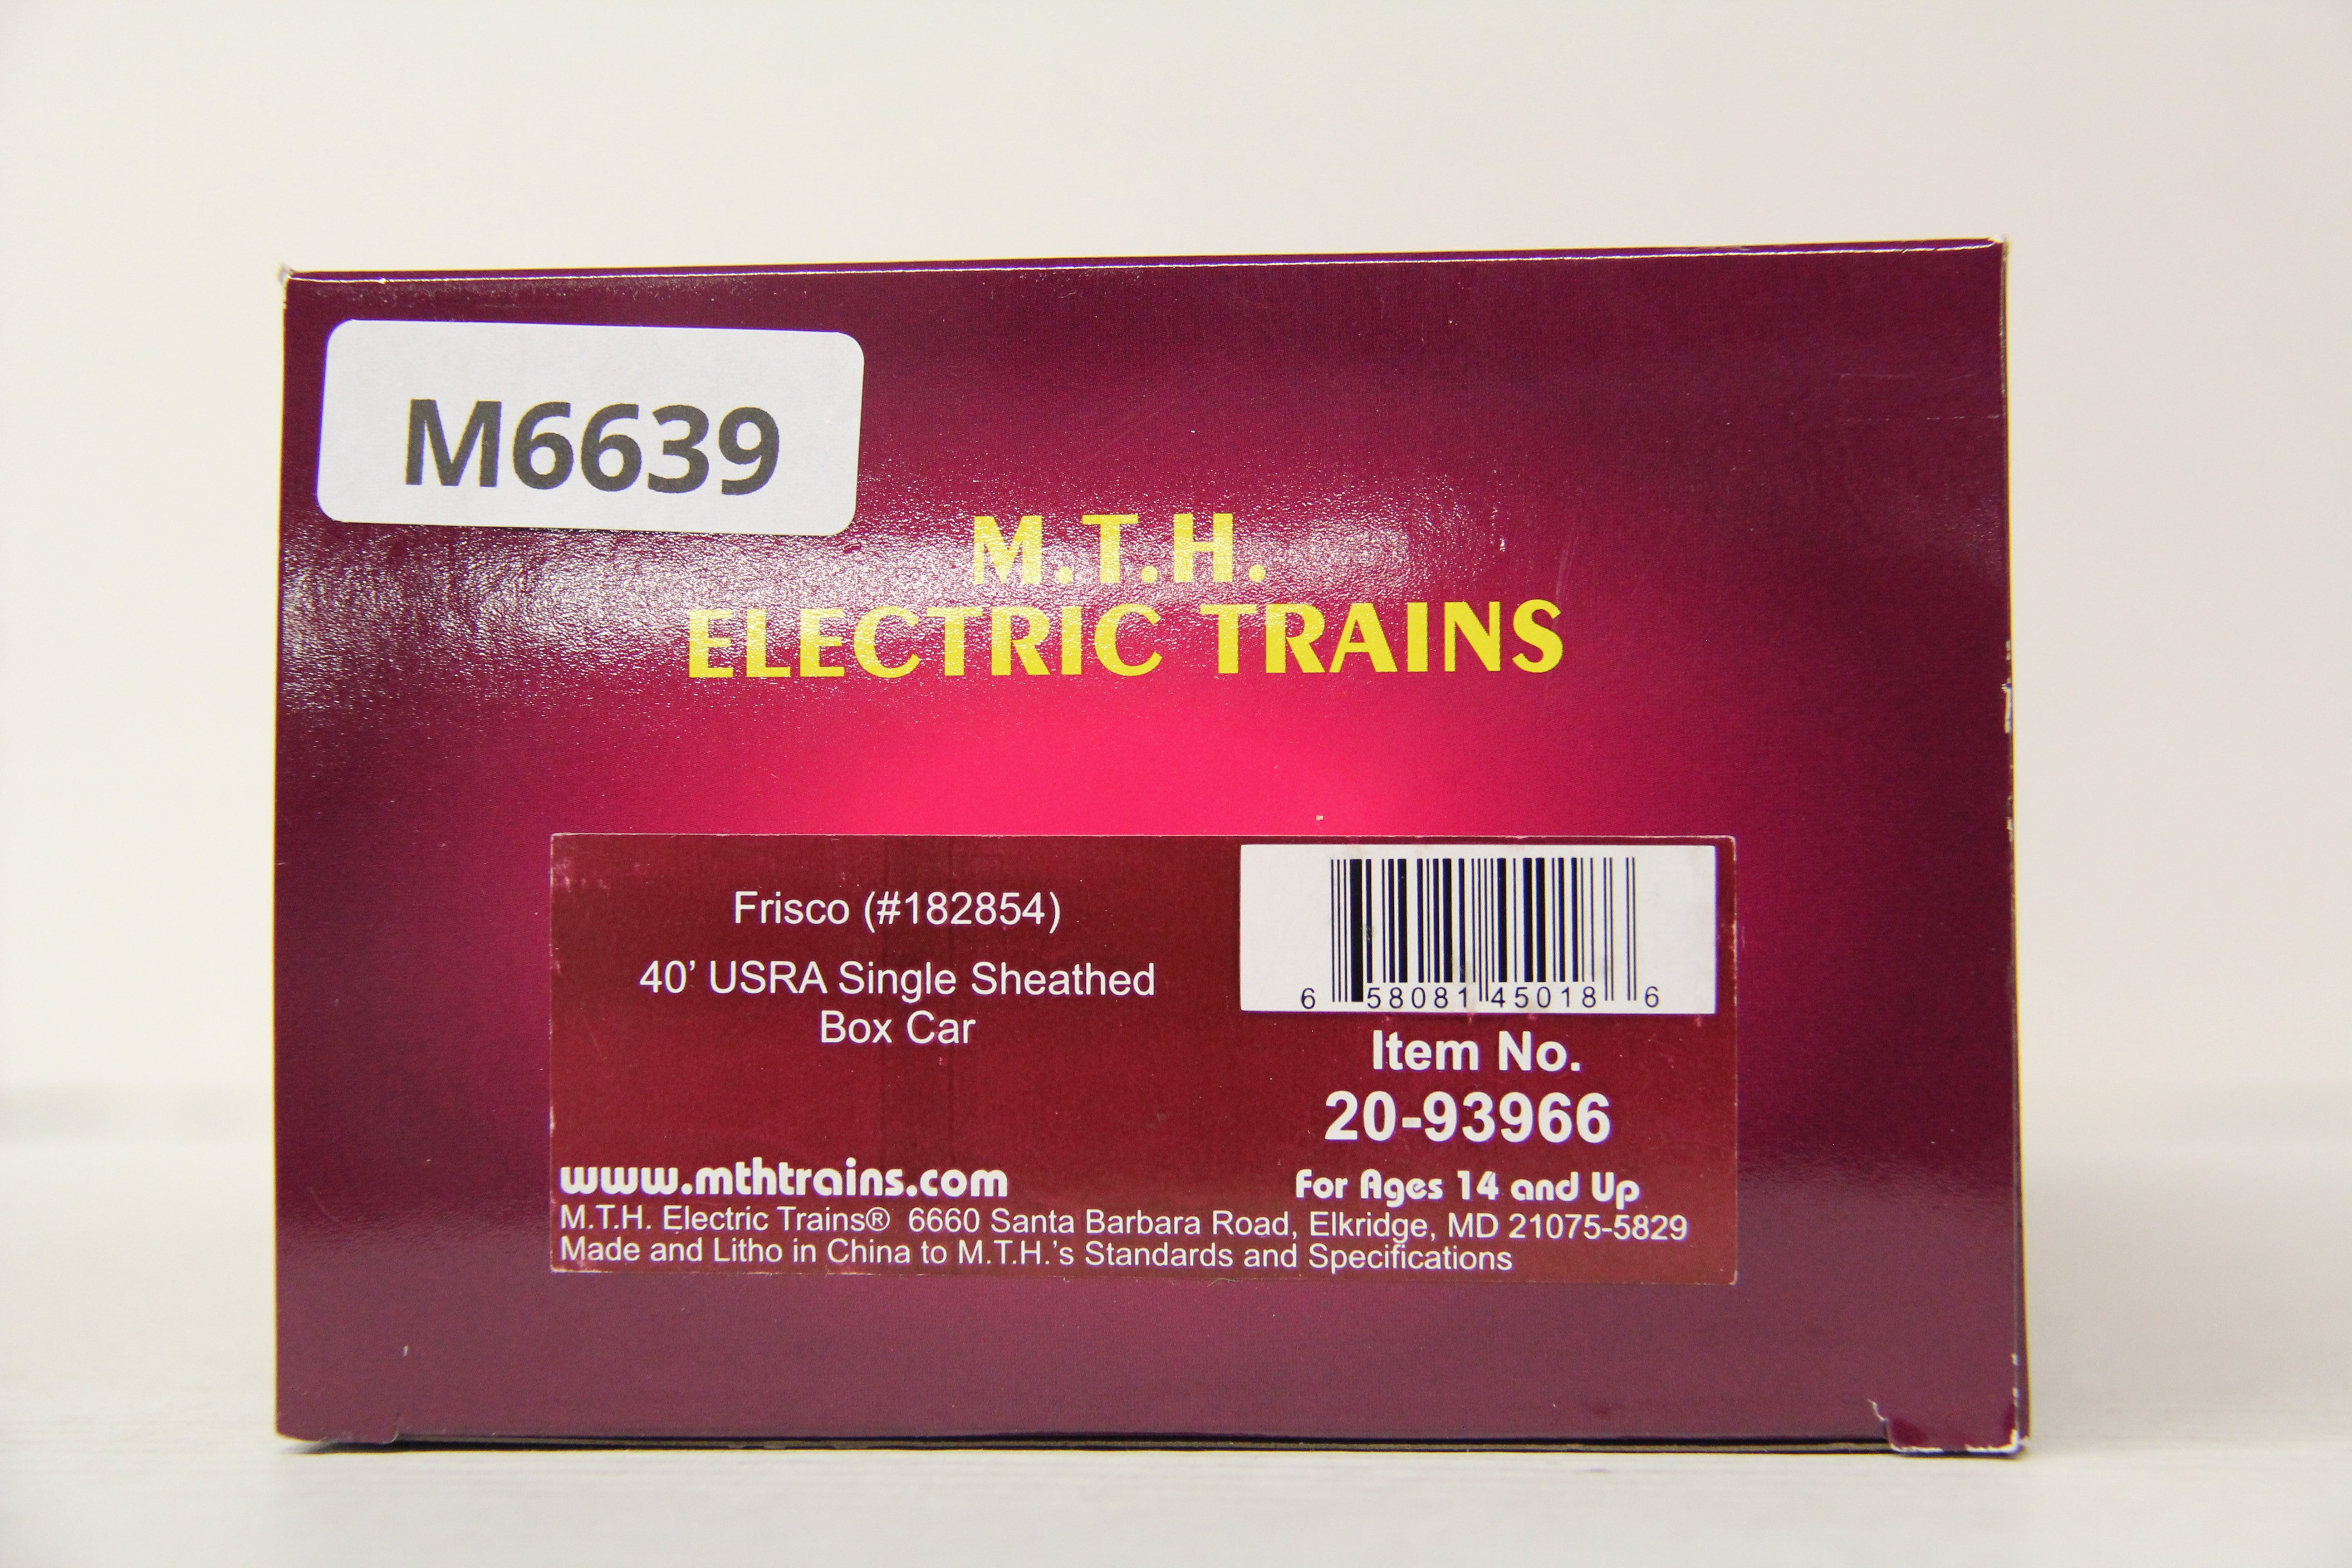 M6639
M.T.H.
ELECTRIC TRAINS
Frisco (#182854)
40’ USRA Single Sheathed
Box Car
6 58081 45018 6
Item No.
20-93966
www.mthtrains.com
For Ages 14 and Up
M.T.H. Electric Trains® 6660 Santa Barbara Road, Elkridge, MD 21075-5829
Made and Litho in China to M.T.H.’s Standards and Specifications